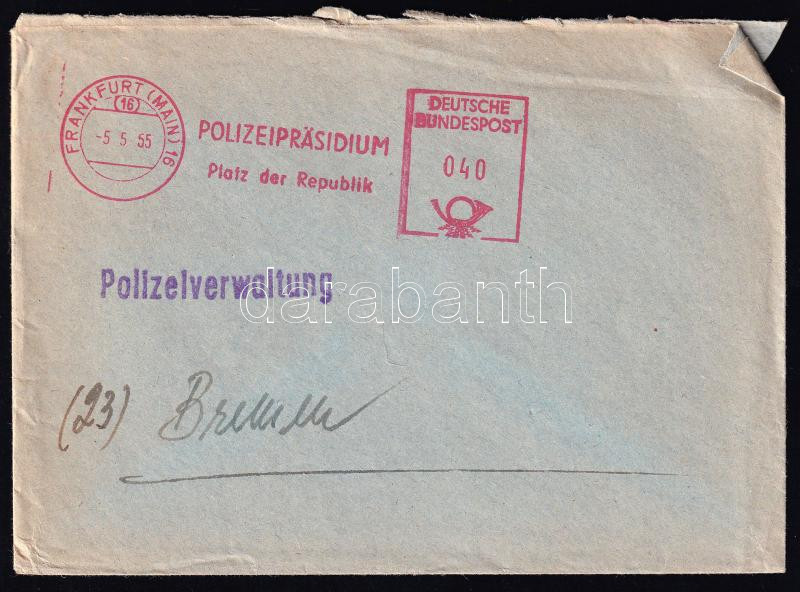 FRANKFURT (MAIN) 16
(16)
-5 5 55
POLIZEIPRÄSIDIUM
Platz der Republik
DEUTSCHE
BUNDESPOST
040
Polizeiverwaltung
darabanth
(23) Bremen